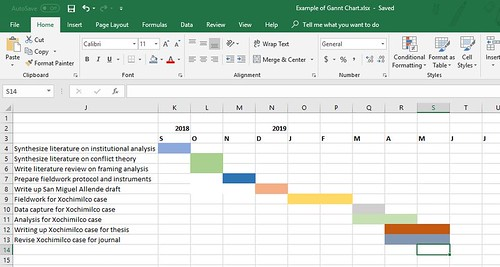 AutoSave Off
Example of Gannt Chart.xlsx - Saved
File Home Insert Page Layout Formulas Data Review View Help Tell me what you want to do
Cut
Copy
Format Painter
Paste
Clipboard
Calibri 11
B I U
Font
Wrap Text
Merge & Center
Alignment
General
$ % ,
Number
Conditional Formatting
Format as Table
Cell Styles
Styles
Insert
S14
fx
J K L M N O P Q R S T U
1
2 2018 2019
3 S O N D J F M A M J J
4 Synthesize literature on institutional analysis
5 Synthesize literature on conflict theory
6 Write literature review on framing analysis
7 Prepare fieldwork protocol and instruments
8 Write up San Miguel Allende draft
9 Fieldwork for Xochimilco case
10 Data capture for Xochimilco case
11 Analysis for Xochimilco case
12 Writing up Xochimilco case for thesis
13 Revise Xochimilco case for journal
14
15